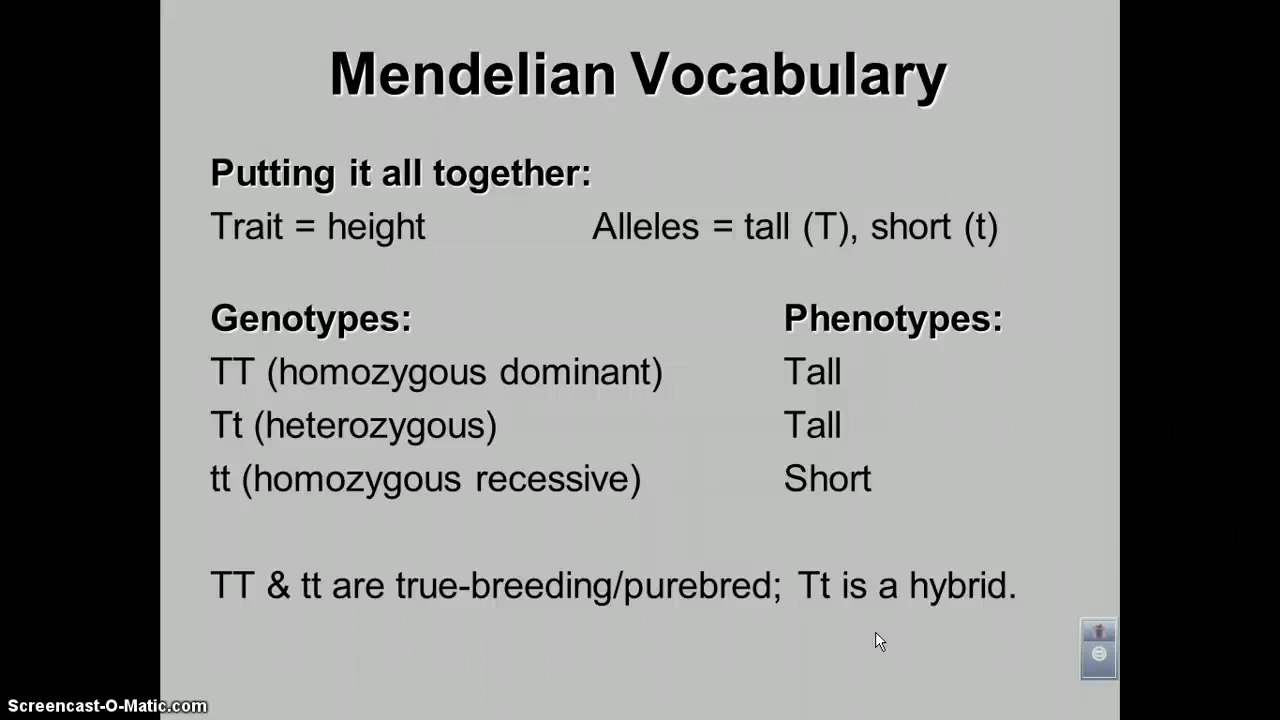 Mendelian Vocabulary
Putting it all together:
Trait = height Alleles = tall (T), short (t)
Genotypes: Phenotypes:
TT (homozygous dominant) Tall
Tt (heterozygous) Tall
tt (homozygous recessive) Short
TT & tt are true-breeding/purebred; Tt is a hybrid.
Screencast-O-Matic.com